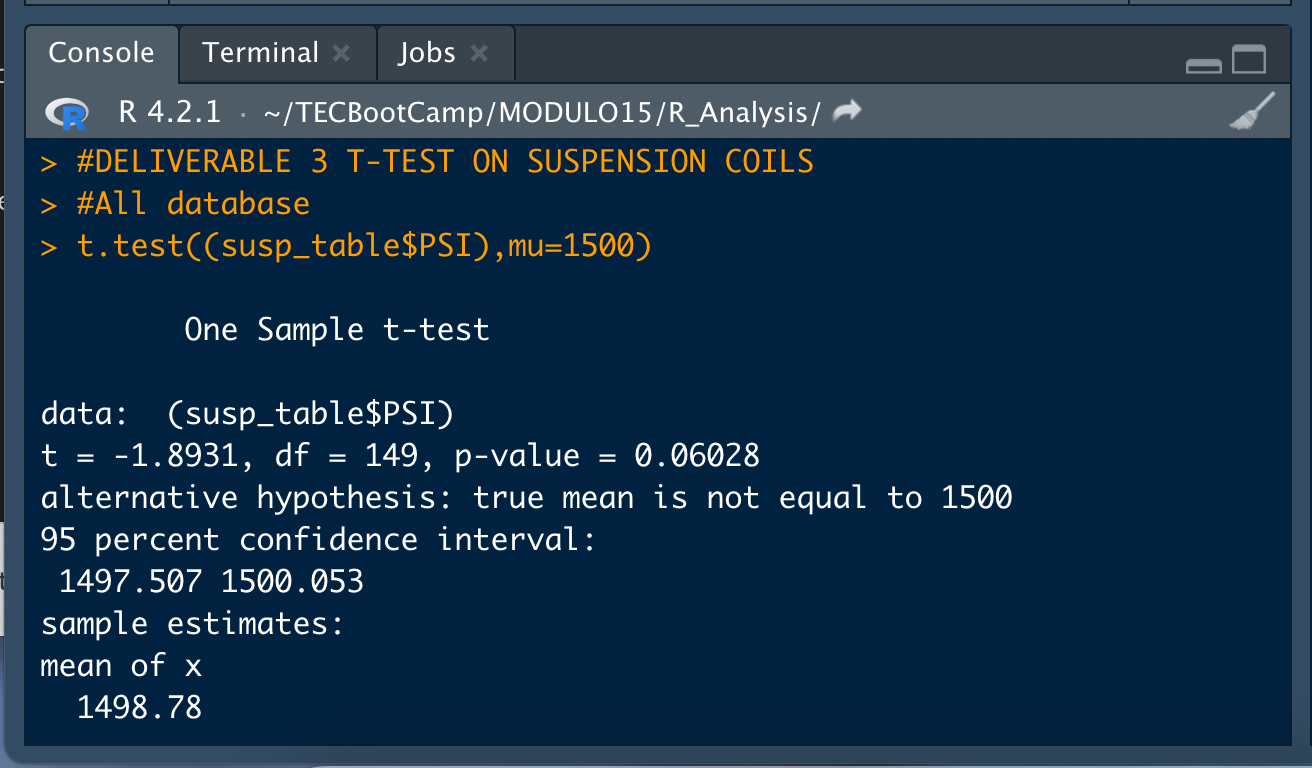 Console Terminal × Jobs ×
R 4.2.1 · ~/TECBootCamp/MODULO15/R_Analysis/
> #DELIVERABLE 3 T-TEST ON SUSPENSION COILS
> #All database
> t.test((susp_table$PSI),mu=1500)
One Sample t-test
data:  (susp_table$PSI)
t = -1.8931, df = 149, p-value = 0.06028
alternative hypothesis: true mean is not equal to 1500
95 percent confidence interval:
1497.507 1500.053
sample estimates:
mean of x
1498.78